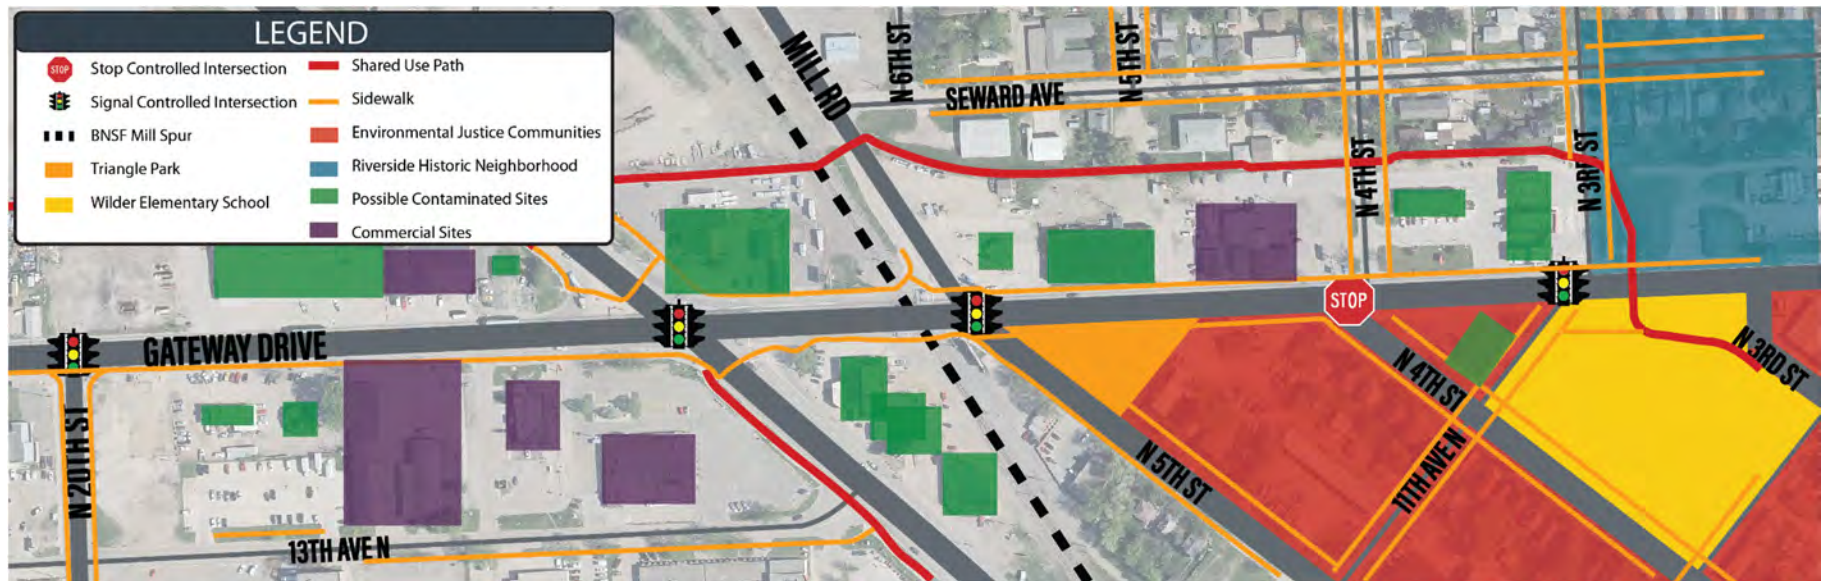 LEGEND
STOP
Stop Controlled Intersection
Signal Controlled Intersection
BNSF Mill Spur
Triangle Park
Wilder Elementary School
Shared Use Path
Sidewalk
Environmental Justice Communities
Riverside Historic Neighborhood
Possible Contaminated Sites
Commercial Sites
MILL RD
N 6TH ST
N 5TH ST
SEWARD AVE
N 4TH ST
N 3RD ST
STOP
GATEWAY DRIVE
N 20TH ST
13TH AVE N
N 5TH ST
N 4TH ST
11TH AVE N
N 3RD ST